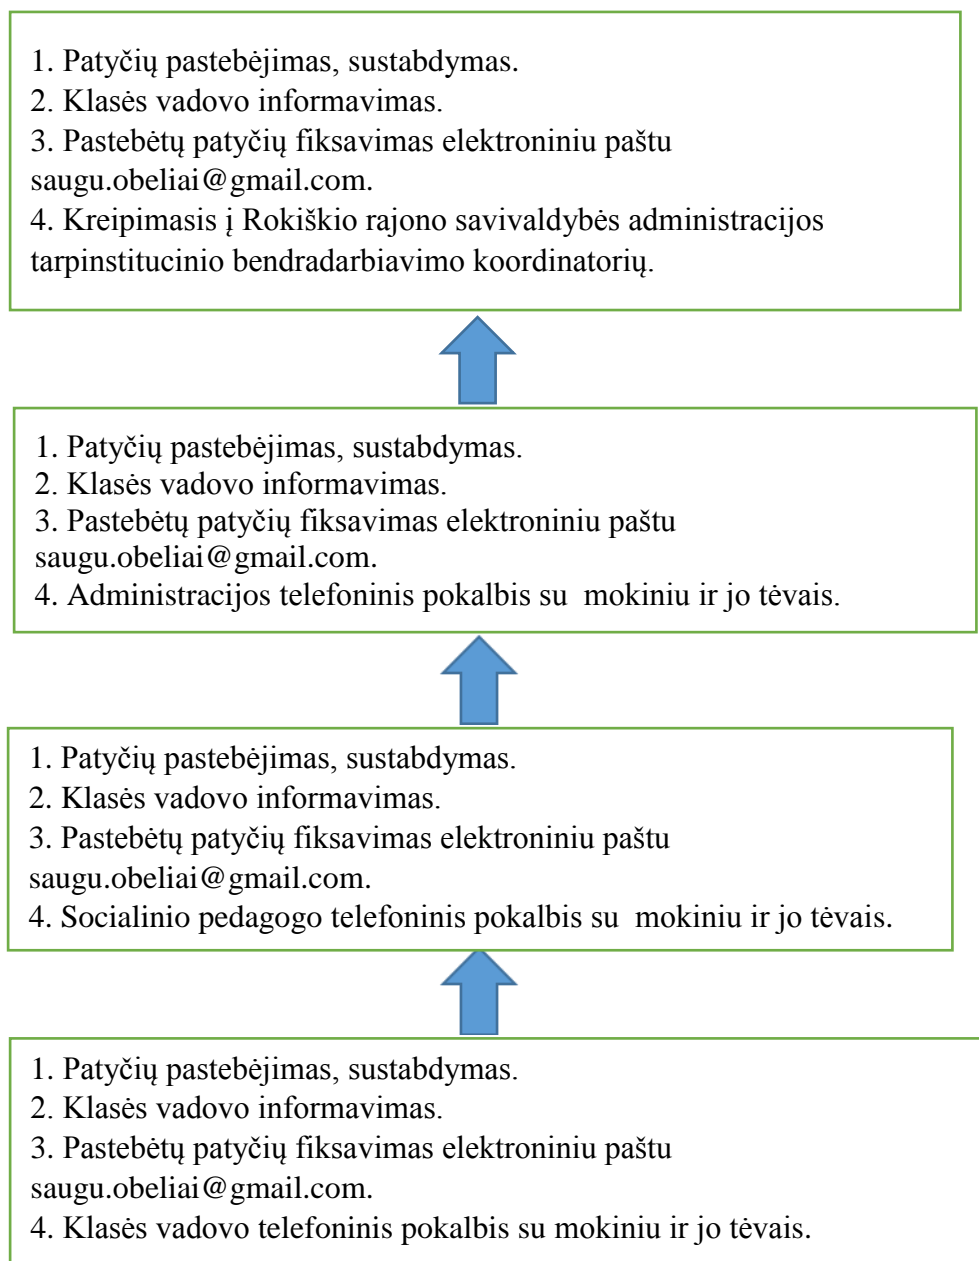 1. Patyčių pastebėjimas, sustabdymas.
2. Klasės vadovo informavimas.
3. Pastebėtų patyčių fiksavimas elektroniniu paštu
saugu.obeliai@gmail.com.
4. Kreipimasis į Rokiškio rajono savivaldybės administracijos
tarpinstitucinio bendradarbiavimo koordinatorių.
1. Patyčių pastebėjimas, sustabdymas.
2. Klasės vadovo informavimas.
3. Pastebėtų patyčių fiksavimas elektroniniu paštu
saugu.obeliai@gmail.com.
4. Administracijos telefoninis pokalbis su  mokiniu ir jo tėvais.
1. Patyčių pastebėjimas, sustabdymas.
2. Klasės vadovo informavimas.
3. Pastebėtų patyčių fiksavimas elektroniniu paštu
saugu.obeliai@gmail.com.
4. Socialinio pedagogo telefoninis pokalbis su  mokiniu ir jo tėvais.
1. Patyčių pastebėjimas, sustabdymas.
2. Klasės vadovo informavimas.
3. Pastebėtų patyčių fiksavimas elektroniniu paštu
saugu.obeliai@gmail.com.
4. Klasės vadovo telefoninis pokalbis su mokiniu ir jo tėvais.